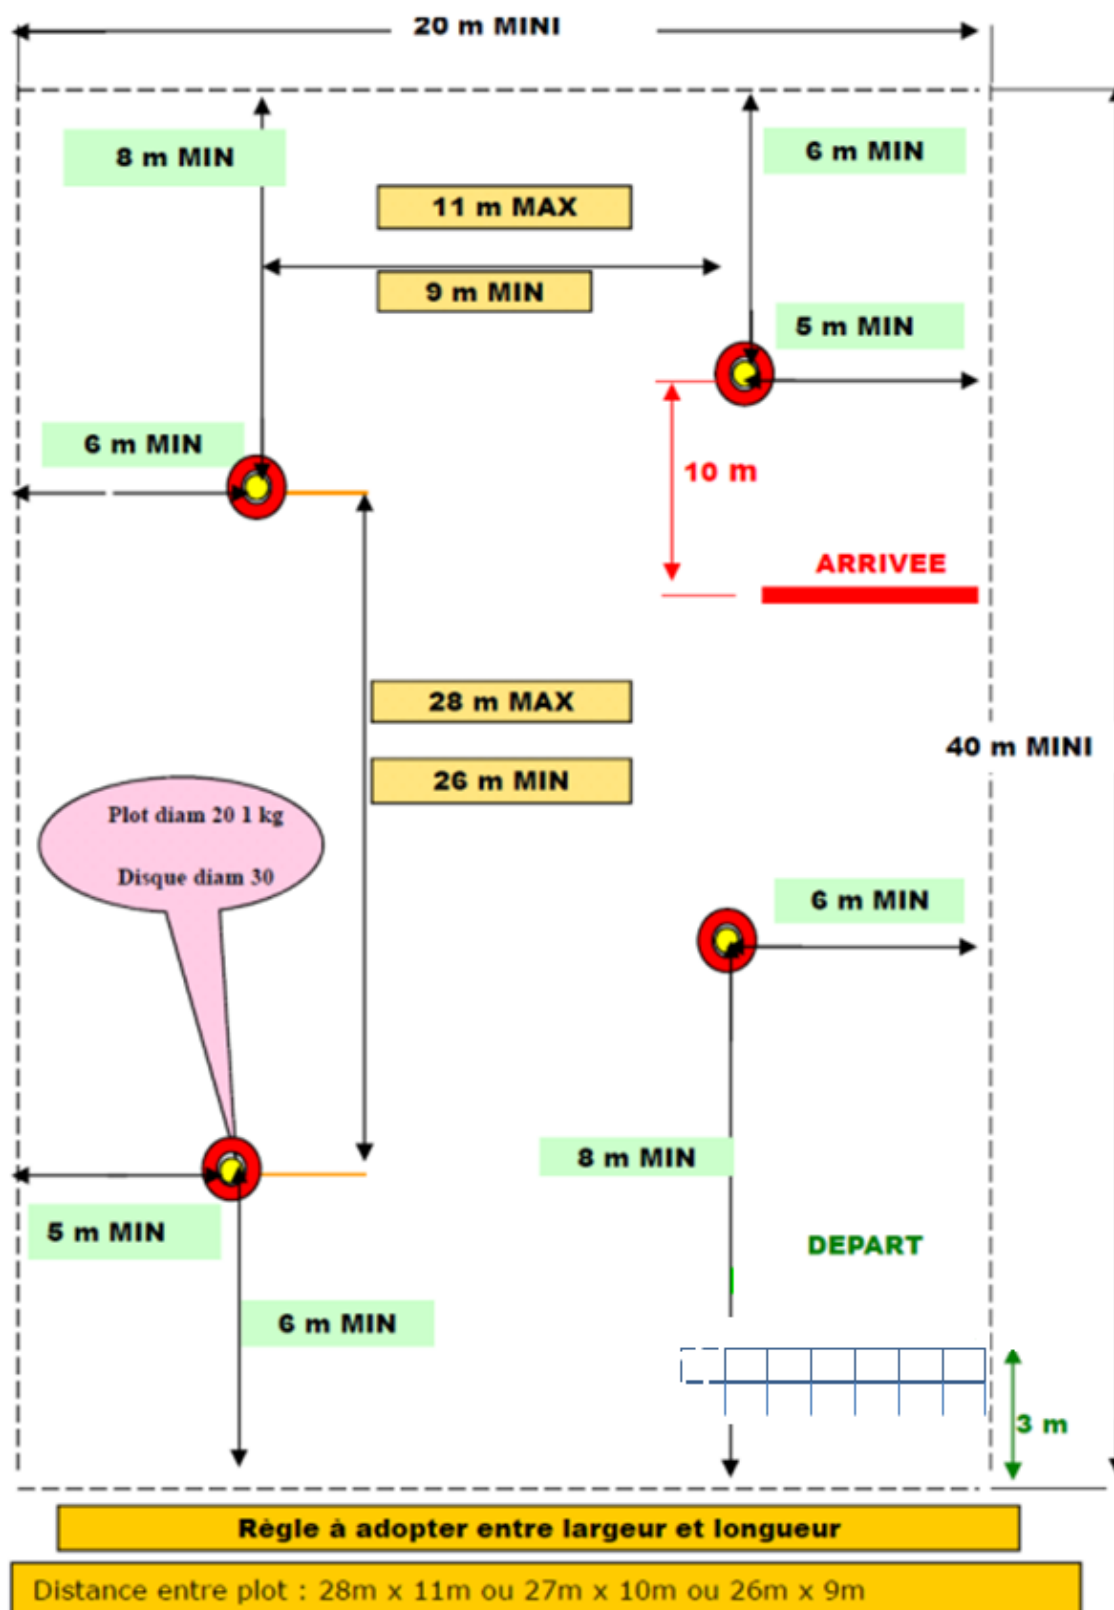 20 m MINI
8 m MIN
6 m MIN
11 m MAX
9 m MIN
5 m MIN
6 m MIN
10 m
ARRIVEE
28 m MAX
40 m MINI
26 m MIN
Plot diam 20 1 kg
Disque diam 30
6 m MIN
8 m MIN
5 m MIN
DEPART
6 m MIN
3 m
Règle à adopter entre largeur et longueur
Distance entre plot : 28m x 11m ou 27m x 10m ou 26m x 9m